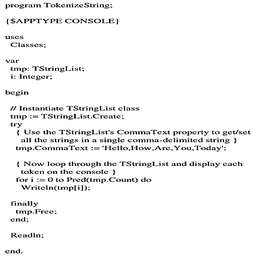 program TokenizeString;
{$APPTYPE CONSOLE}
uses
Classes;
var
tmp: TStringList;
i: Integer;
begin
// Instantiate TStringList class
tmp := TStringList.Create;
try
{ Use the TStringList's CommaText property to get/set
all the strings in a single comma-delimited string }
tmp.CommaText := 'Hello,How,Are,You,Today';
{ Now loop through the TStringList and display each
token on the console }
for i := 0 to Pred(tmp.Count) do
Writeln(tmp[i]);
finally
tmp.Free;
end;
Readln;
end.